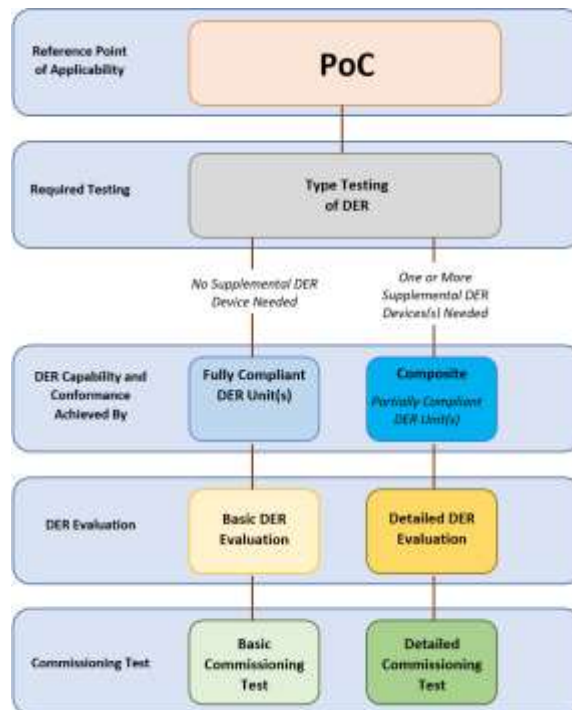 Reference Point
of Applicability
PoC
Required Testing
Type Testing
of DER
No Supplemental DER
Device Needed
One or More
Supplemental DER
Devices(s) Needed
DER Capability and
Conformance
Achieved By
Fully Compliant
DER Unit(s)
Composite
Partially Compliant
DER Unit(s)
DER Evaluation
Basic DER
Evaluation
Detailed DER
Evaluation
Commissioning Test
Basic
Commissioning
Test
Detailed
Commissioning
Test